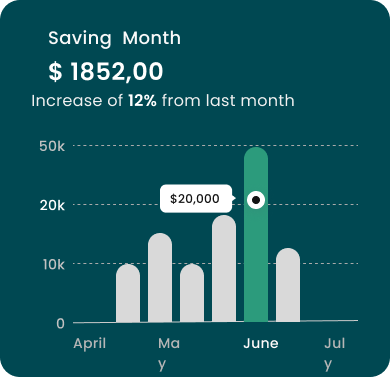 Saving Month
$ 1852,00
Increase of 12% from last month
50k
$20,000
20k
10k
0
April
Ma
y
June
Jul
y